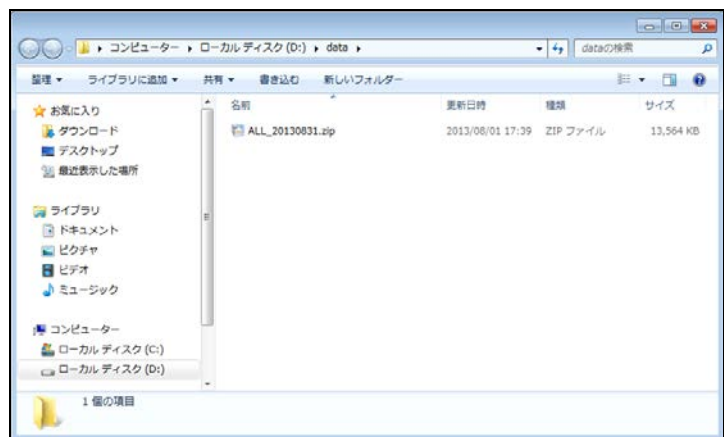 コンピューター ▸ ローカル ディスク (D:) ▸ data ▸
dataの検索
整理 ライブラリに追加 共有 書き込む 新しいフォルダー
お気に入り
ダウンロード
デスクトップ
最近表示した場所
ライブラリ
ドキュメント
ピクチャ
ビデオ
ミュージック
コンピューター
ローカル ディスク (C:)
ローカル ディスク (D:)
名前 更新日時 種類 サイズ
ALL_20130831.zip 2013/08/01 17:39 ZIP ファイル 13,564 KB
1 個の項目